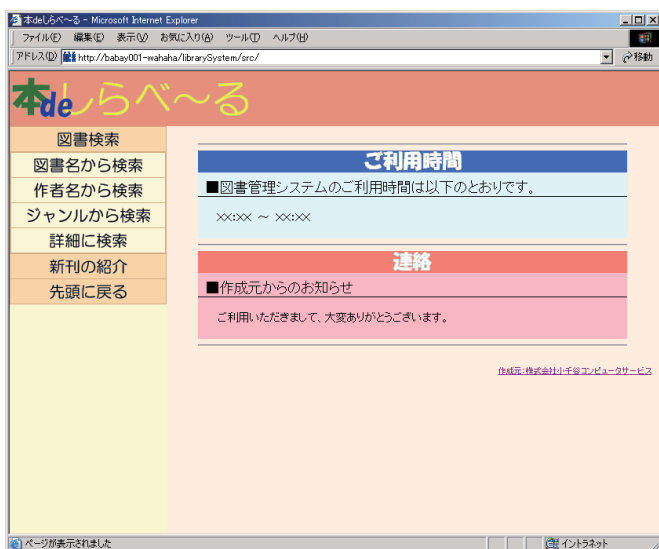 本deしらべ～る - Microsoft Internet Explorer
ファイル(F) 編集(E) 表示(V) お気に入り(A) ツール(T) ヘルプ(H)
アドレス(D) http://babay001-wahaha/librarySystem/src/ 移動
本deしらべ～る
図書検索
図書名から検索
作者名から検索
ジャンルから検索
詳細に検索
新刊の紹介
先頭に戻る
ご利用時間
■図書管理システムのご利用時間は以下のとおりです。
xx:xx ～ xx:xx
連絡
■作成元からのお知らせ
ご利用いただきまして、大変ありがとうございます。
作成元:株式会社小千谷コンピュータサービス
ページが表示されました イントラネット